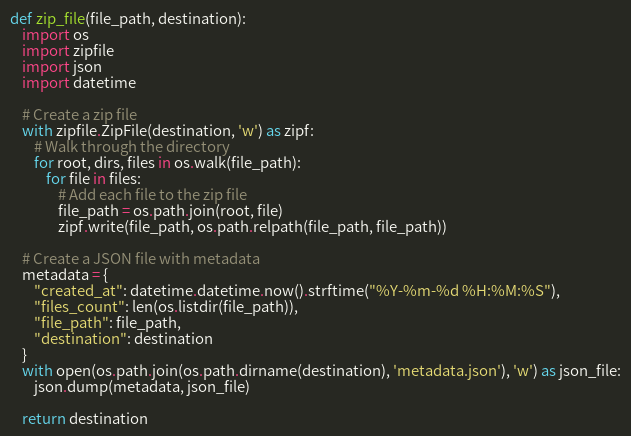 def zip_file(file_path, destination):
    import os
    import zipfile
    import json
    import datetime

    # Create a zip file
    with zipfile.ZipFile(destination, 'w') as zipf:
        # Walk through the directory
        for root, dirs, files in os.walk(file_path):
            for file in files:
                # Add each file to the zip file
                file_path = os.path.join(root, file)
                zipf.write(file_path, os.path.relpath(file_path, file_path))

    # Create a JSON file with metadata
    metadata = {
        "created_at": datetime.datetime.now().strftime("%Y-%m-%d %H:%M:%S"),
        "files_count": len(os.listdir(file_path)),
        "file_path": file_path,
        "destination": destination
    }
    with open(os.path.join(os.path.dirname(destination), 'metadata.json'), 'w') as json_file:
        json.dump(metadata, json_file)

    return destination